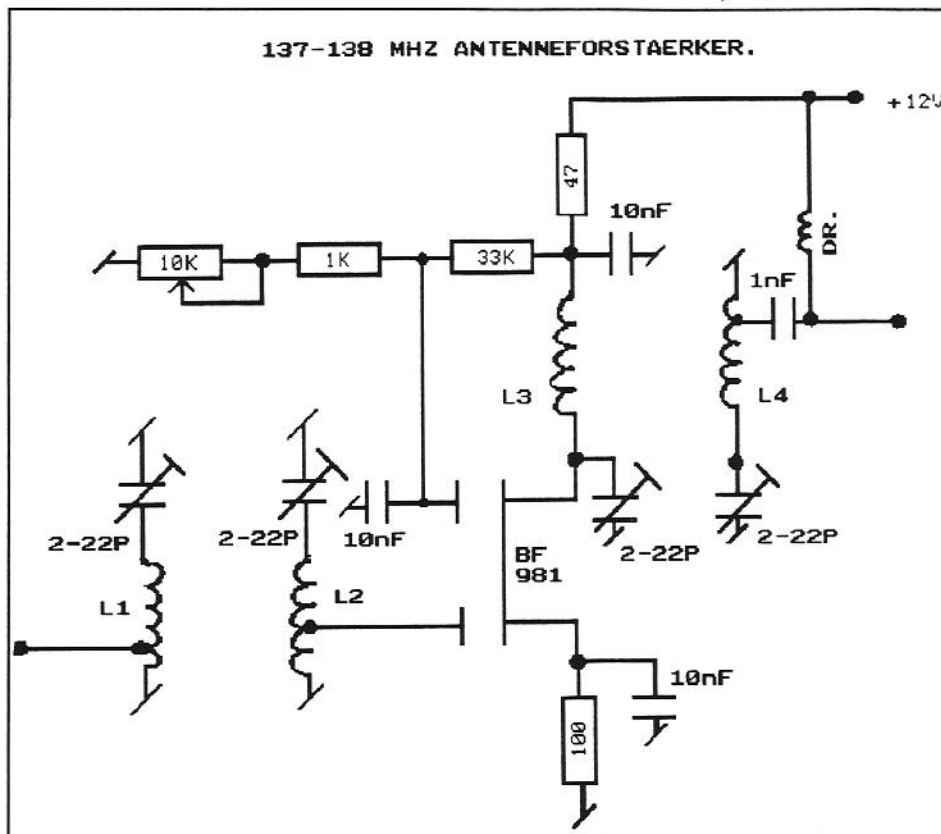 137-138 MHZ ANTENNEFORSTAERKER.
+12V
47
10nF
DR.
10K
1K
33K
1nF
L3
L4
2-22P
2-22P
10nF
2-22P
2-22P
L1
L2
BF
981
10nF
100